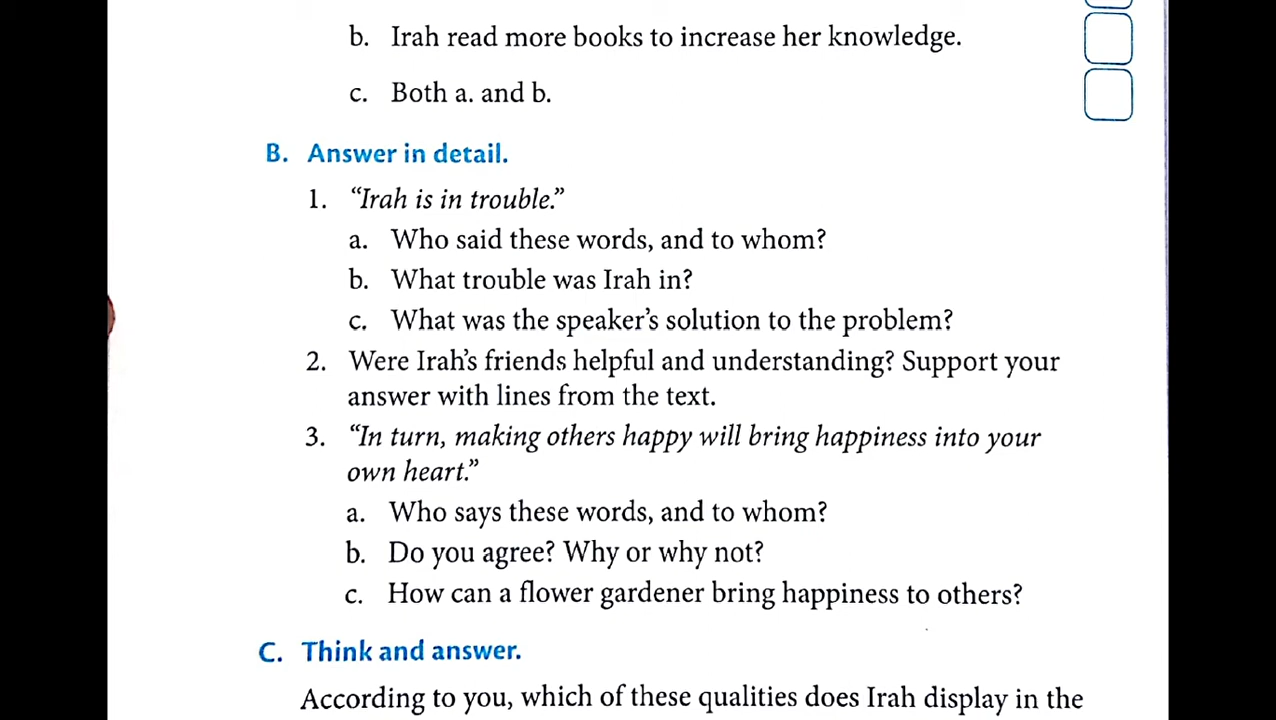 b. Irah read more books to increase her knowledge.
c. Both a. and b.
B. Answer in detail.
1. “Irah is in trouble.”
a. Who said these words, and to whom?
b. What trouble was Irah in?
c. What was the speaker’s solution to the problem?
2. Were Irah’s friends helpful and understanding? Support your
answer with lines from the text.
3. “In turn, making others happy will bring happiness into your
own heart.”
a. Who says these words, and to whom?
b. Do you agree? Why or why not?
c. How can a flower gardener bring happiness to others?
C. Think and answer.
According to you, which of these qualities does Irah display in the